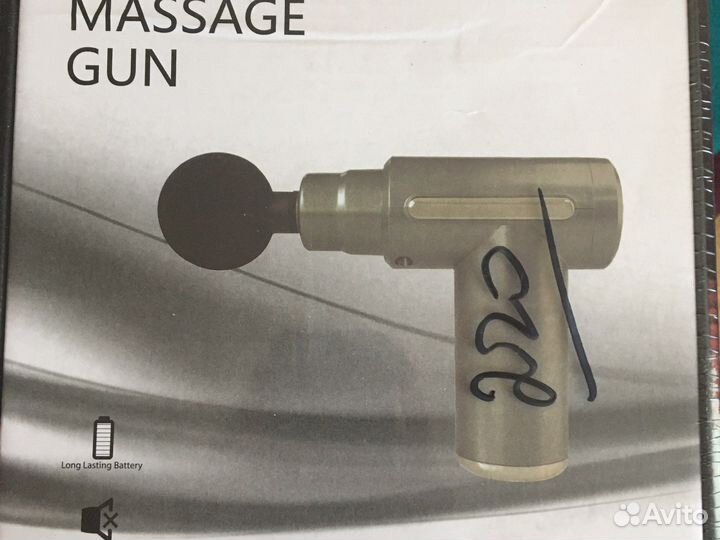 MASSAGE
GUN
Long Lasting Battery
Avito